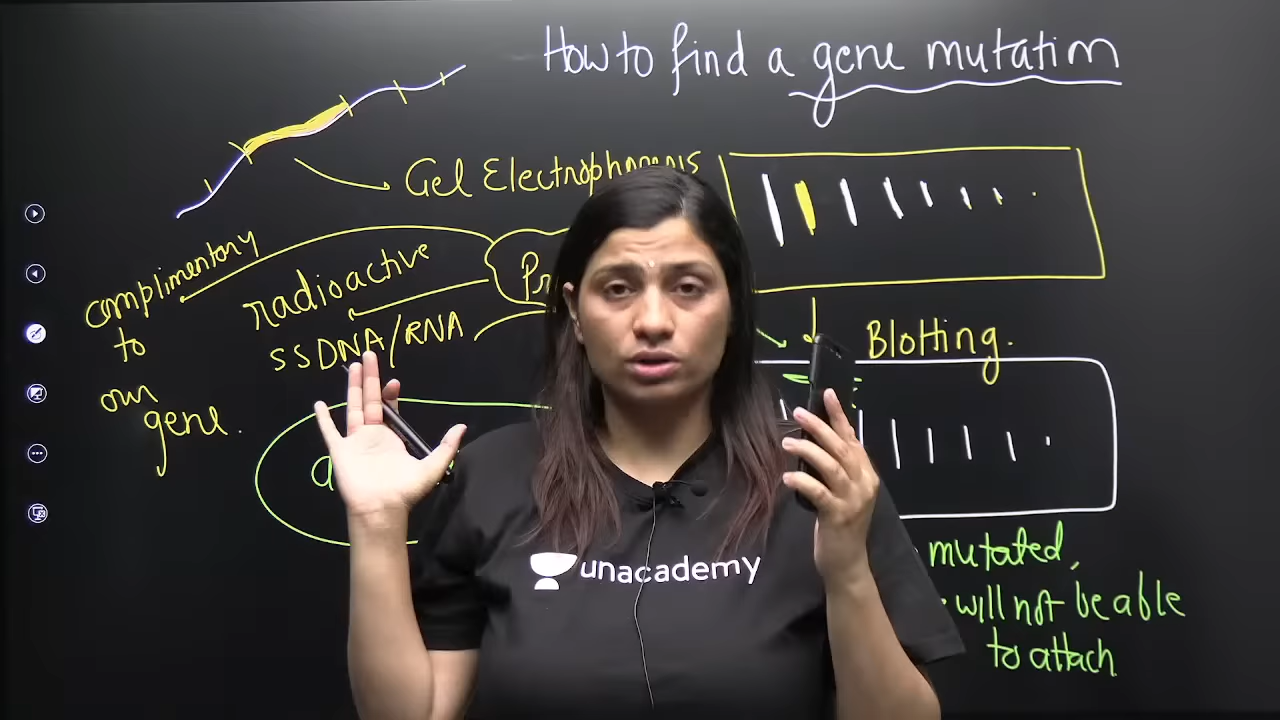 How to find a gene mutatim
Gel Electrophoresis
complimentory
to
our
gene.
radioactive
SSDNA/RNA
Blotting.
unacademy
mutated,
will not be able
to attach